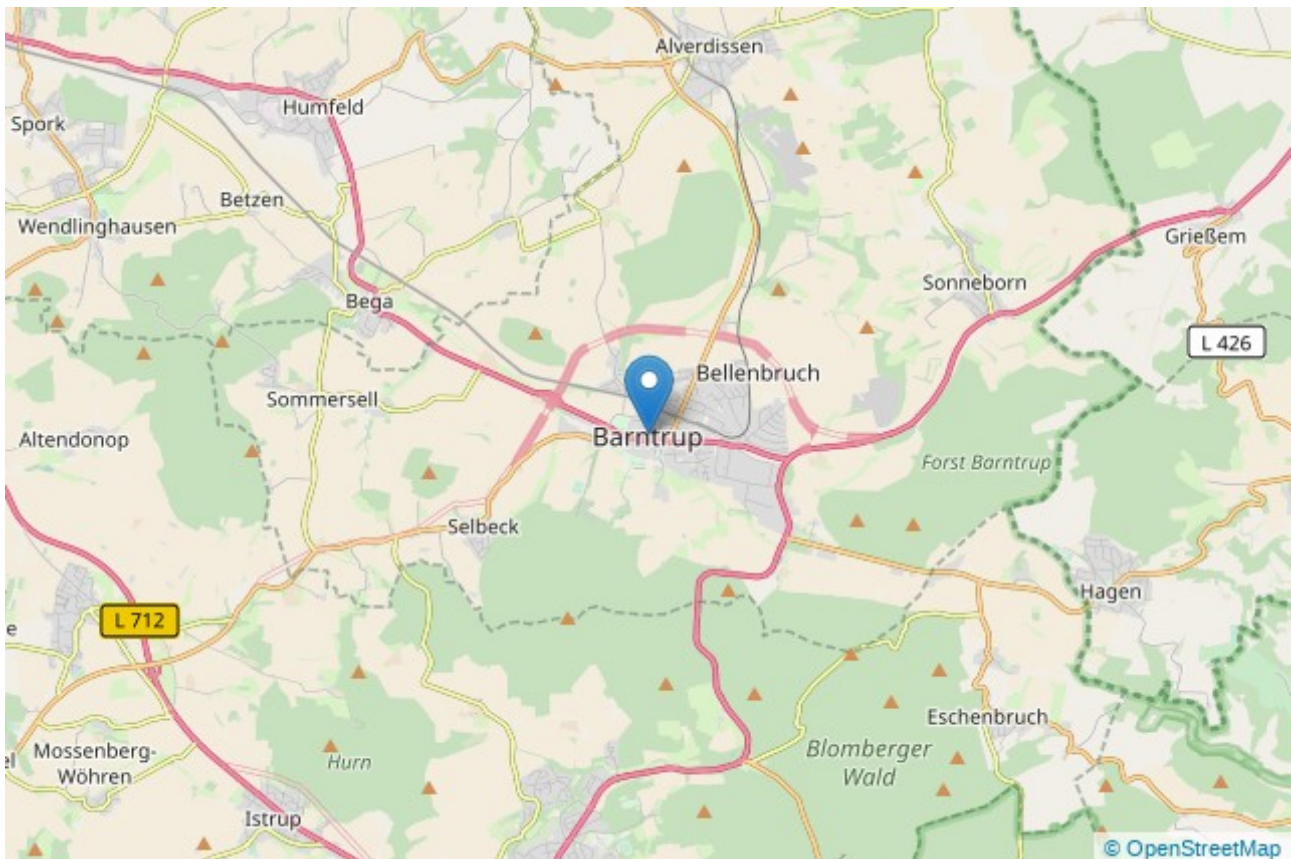 Alverdissen
Humfeld
Spork
Betzen
Wendlinghausen
Grießem
Sonneborn
Bega
L 426
Bellenbruch
Sommersell
Barntrup
Altendonop
Forst Barntrup
Selbeck
Hagen
L 712
e
Eschenbruch
Mossenberg-
Wöhren
el
Hurn
Blomberger
Wald
Istrup
© OpenStreetMap